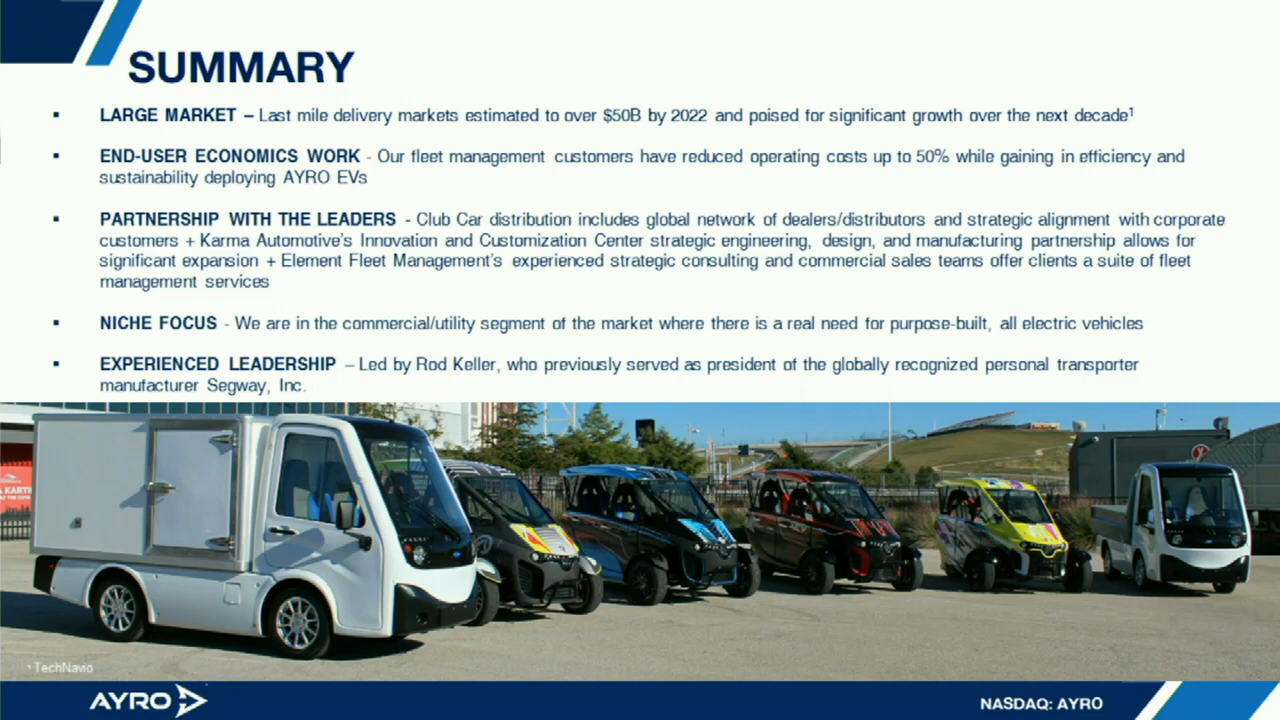 SUMMARY
▪ LARGE MARKET – Last mile delivery markets estimated to over $50B by 2022 and poised for significant growth over the next decade¹
▪ END-USER ECONOMICS WORK - Our fleet management customers have reduced operating costs up to 50% while gaining in efficiency and
sustainability deploying AYRO EVs
▪ PARTNERSHIP WITH THE LEADERS - Club Car distribution includes global network of dealers/distributors and strategic alignment with corporate
customers + Karma Automotive's Innovation and Customization Center strategic engineering, design, and manufacturing partnership allows for
significant expansion + Element Fleet Management's experienced strategic consulting and commercial sales teams offer clients a suite of fleet
management services
▪ NICHE FOCUS - We are in the commercial/utility segment of the market where there is a real need for purpose-built, all electric vehicles
▪ EXPERIENCED LEADERSHIP – Led by Rod Keller, who previously served as president of the globally recognized personal transporter
manufacturer Segway, Inc.
¹ TechNavio
AYRO
NASDAQ: AYRO